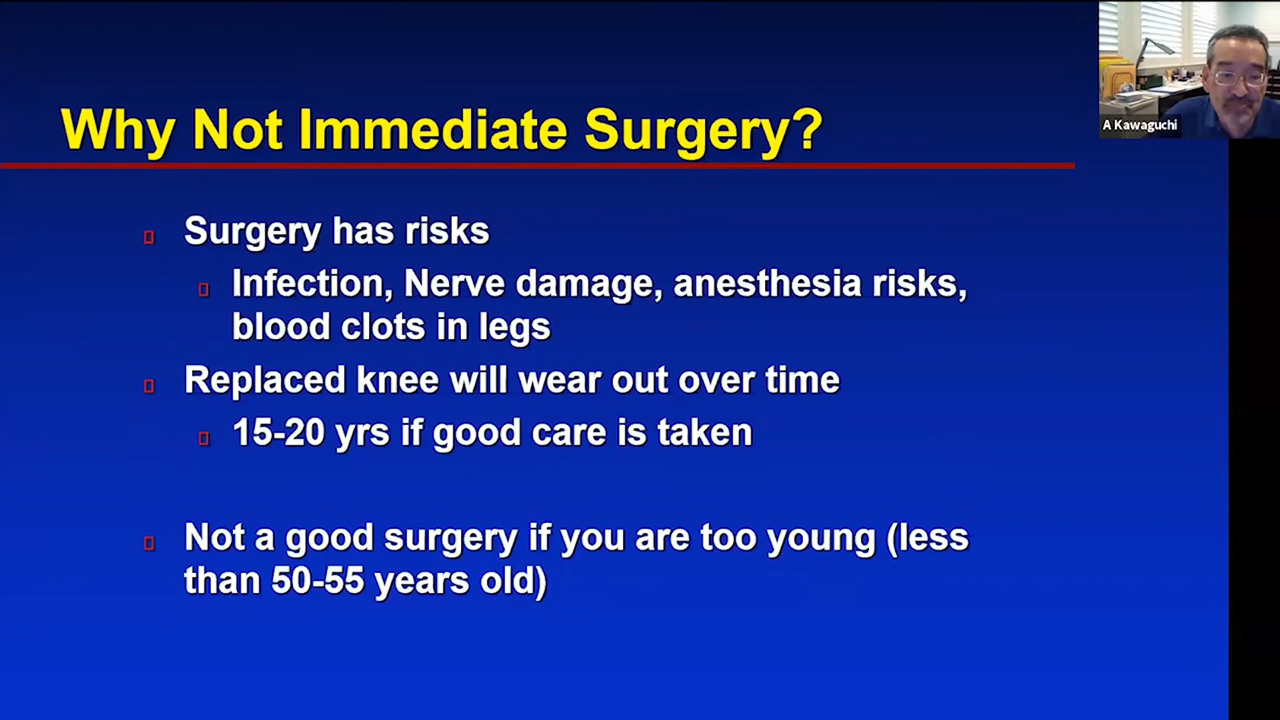 Why Not Immediate Surgery?
A Kawaguchi
Surgery has risks
Infection, Nerve damage, anesthesia risks,
blood clots in legs
Replaced knee will wear out over time
15-20 yrs if good care is taken
Not a good surgery if you are too young (less
than 50-55 years old)